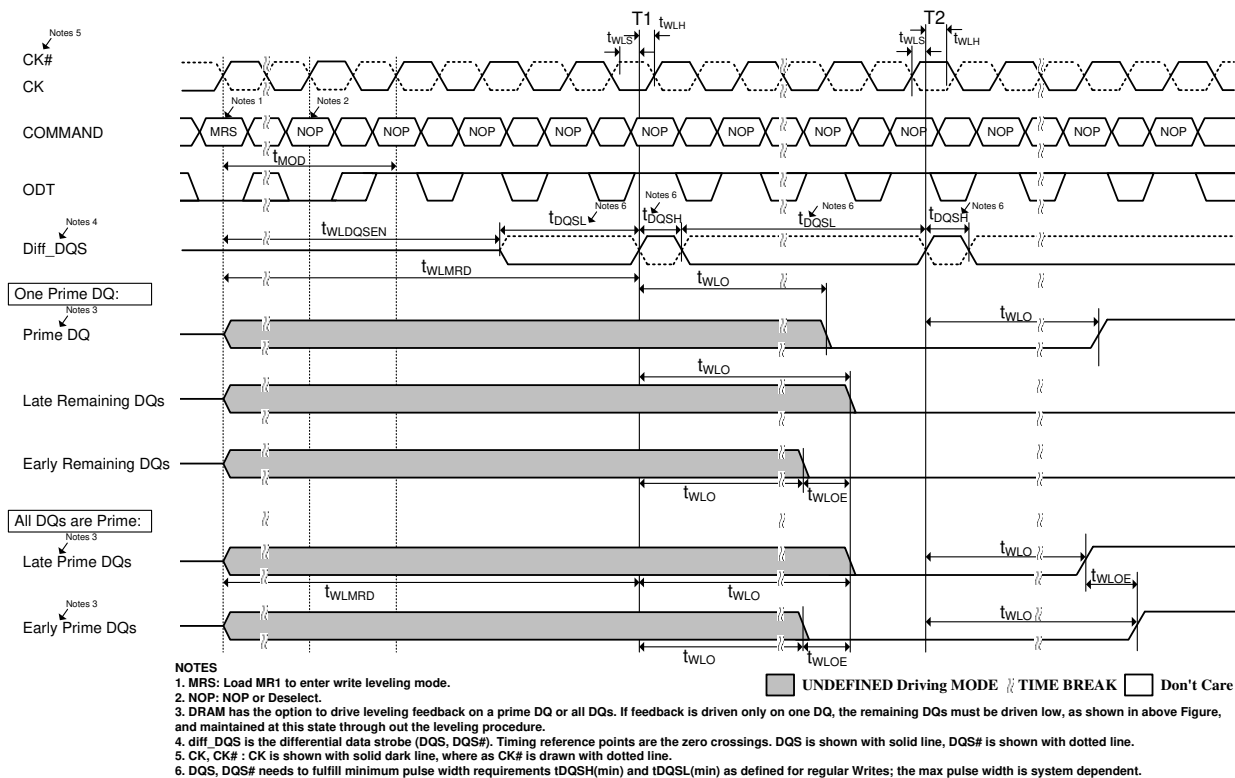 T1
T2
tWLS
tWLH
tWLS
tWLH
Notes 5
CK#
CK
Notes 1
Notes 2
COMMAND
MRS NOP NOP NOP NOP NOP NOP NOP NOP NOP NOP NOP
tMOD
ODT
Notes 6
Notes 6
Notes 6
Notes 6
tDQSL
tDQSH
tDQSL
tDQSH
Notes 4
Diff_DQS
tWLDQSEN
tWLMRD
tWLO
One Prime DQ:
Notes 3
Prime DQ
tWLO
tWLO
Late Remaining DQs
Early Remaining DQs
tWLO
tWLOE
All DQs are Prime:
Notes 3
Late Prime DQs
tWLO
tWLMRD
tWLO
tWLOE
Notes 3
Early Prime DQs
tWLO
tWLO
tWLOE
NOTES
1. MRS: Load MR1 to enter write leveling mode.
2. NOP: NOP or Deselect.
UNDEFINED Driving MODE
TIME BREAK
Don't Care
3. DRAM has the option to drive leveling feedback on a prime DQ or all DQs. If feedback is driven only on one DQ, the remaining DQs must be driven low, as shown in above Figure,
and maintained at this state through out the leveling procedure.
4. diff_DQS is the differential data strobe (DQS, DQS#). Timing reference points are the zero crossings. DQS is shown with solid line, DQS# is shown with dotted line.
5. CK, CK# : CK is shown with solid dark line, where as CK# is drawn with dotted line.
6. DQS, DQS# needs to fulfill minimum pulse width requirements tDQSH(min) and tDQSL(min) as defined for regular Writes; the max pulse width is system dependent.